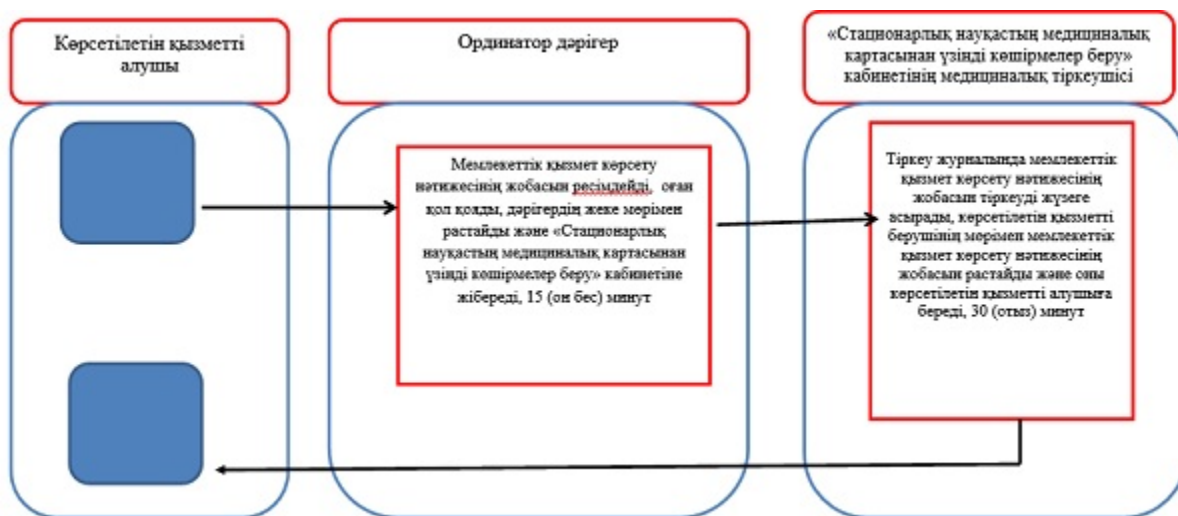 Көрсетілетін қызметті
алушы
Ординатор дәрігер
«Стационарлық науқастың медициналық
картасынан үзінді көшірмелер беру»
кабинетінің медициналық тіркеушісі
Мемлекеттік қызмет көрсету
нәтижесінің жобасын ресімдейді, оған
қол қояды, дәрігердің жеке мөрімен
растайды және «Стационарлық
науқастың медициналық картасынан
үзінді көшірмелер беру» кабинетіне
жібереді, 15 (он бес) минут
Тіркеу журналында мемлекеттік
қызмет көрсету нәтижесінің
жобасын тіркеуді жүзеге
асырады, көрсетілетін қызметті
берушінің мөрімен мемлекеттік
қызмет көрсету нәтижесінің
жобасын растайды және оны
көрсетілетін қызметті алушыға
береді, 30 (отыз) минут